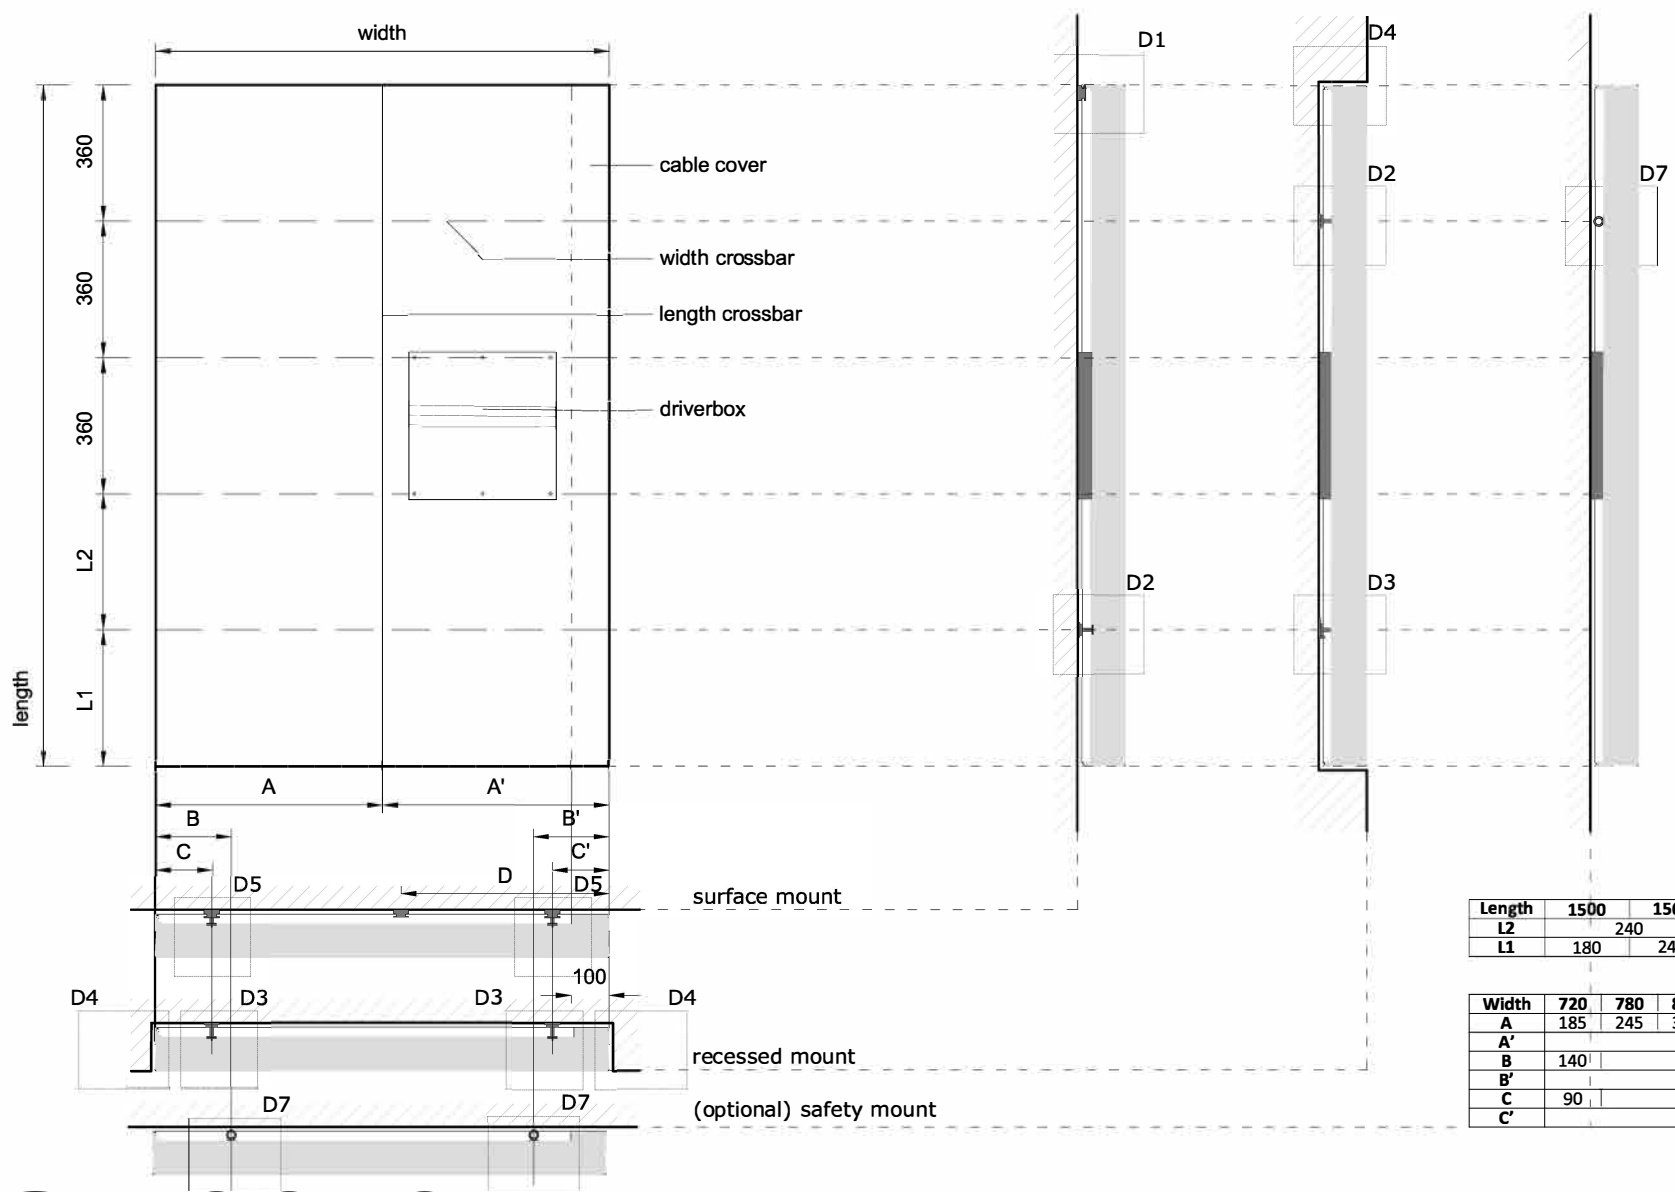 width
D1
D4
360
cable cover
D2
D7
360
width crossbar
length crossbar
360
driverbox
L2
D2
D3
length
L1
A
A'
B
B'
C
C'
D5
D
D5
surface mount
Length 1500
L2 240
L1 180
100
D4
D3
D3
D4
Width 720 780
A 185 245
A'
recessed mount
B 140
B'
D7
D7
(optional) safety mount
C 90
C'